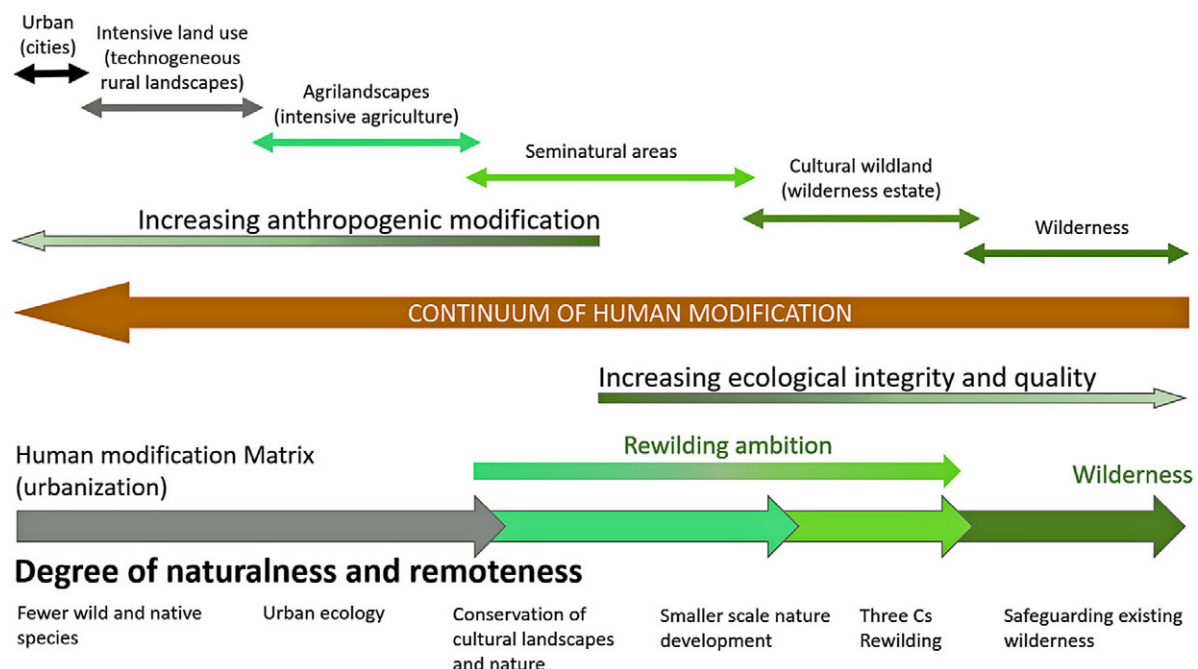 Urban
(cities)
Intensive land use
(technogeneous
rural landscapes)
Agrilandscapes
(intensive agriculture)
Seminatural areas
Cultural wildland
(wilderness estate)
Wilderness
Increasing anthropogenic modification
CONTINUUM OF HUMAN MODIFICATION
Increasing ecological integrity and quality
Human modification Matrix
(urbanization)
Rewilding ambition
Wilderness
Degree of naturalness and remoteness
Fewer wild and native
species
Urban ecology
Conservation of
cultural landscapes
and nature
Smaller scale nature
development
Three Cs
Rewilding
Safeguarding existing
wilderness